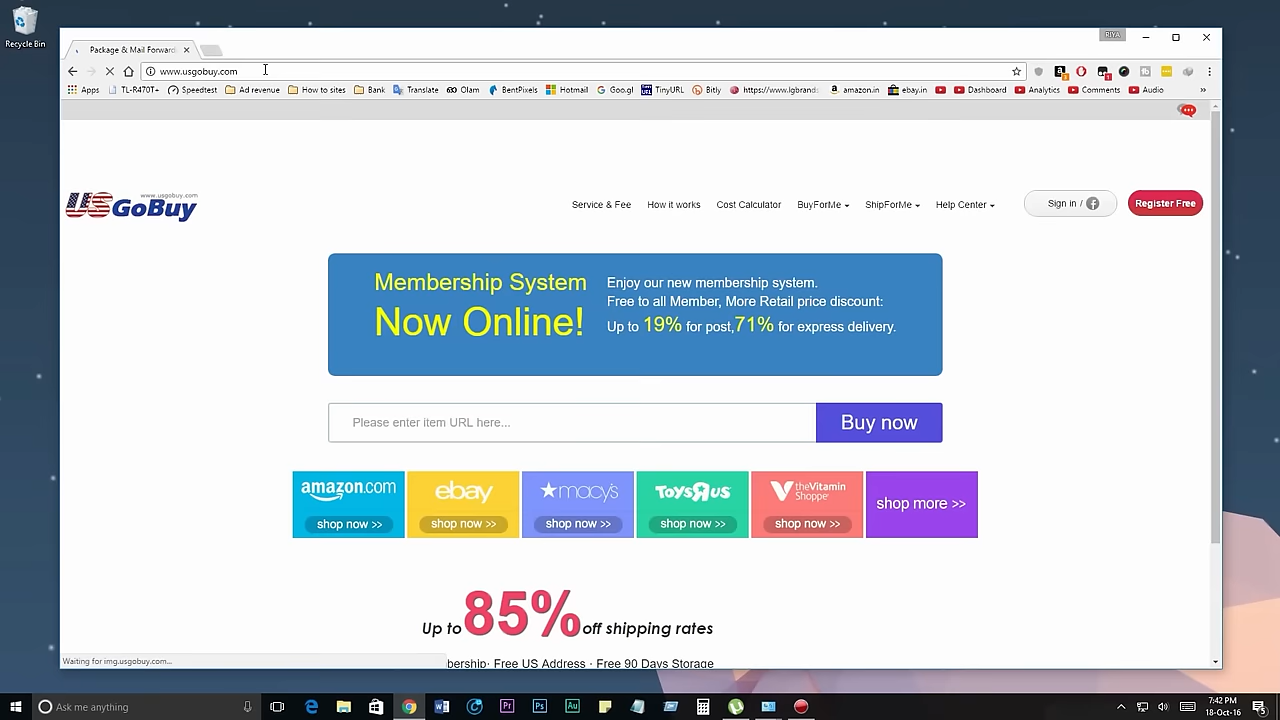 Recycle Bin
RIYA
Package & Mail Forward
www.usgobuy.com
Apps TL-R470T+ Speedtest Ad revenue How to sites Bank Translate Olam BentPixels Hotmail Goo.gl TinyURL Bitly https://www.lgbrand: amazon.in ebay.in Dashboard Analytics Comments Audio »
www.usgobuy.com
USGoBuy
Service & Fee How it works Cost Calculator BuyForMe ShipForMe Help Center Sign in / Register Free
Membership System
Now Online!
Enjoy our new membership system.
Free to all Member, More Retail price discount:
Up to 19% for post,71% for express delivery.
Please enter item URL here... Buy now
amazon.com ebay macy's ToysRUs theVitamin Shoppe
shop now >> shop now >> shop now >> shop now >> shop now >> shop more >>
Up to 85% off shipping rates
bership· Free US Address · Free 90 Days Storage
Waiting for img.usgobuy.com...
Ask me anything
7:42 PM
18-Oct-16